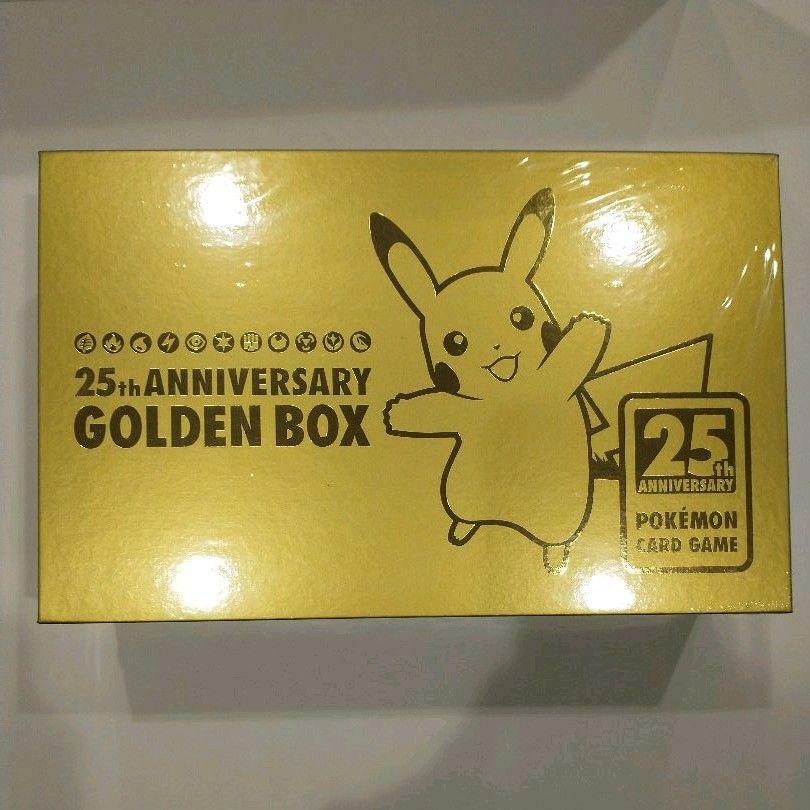 25th ANNIVERSARY
GOLDEN BOX
25th
ANNIVERSARY
POKÉMON
CARD GAME